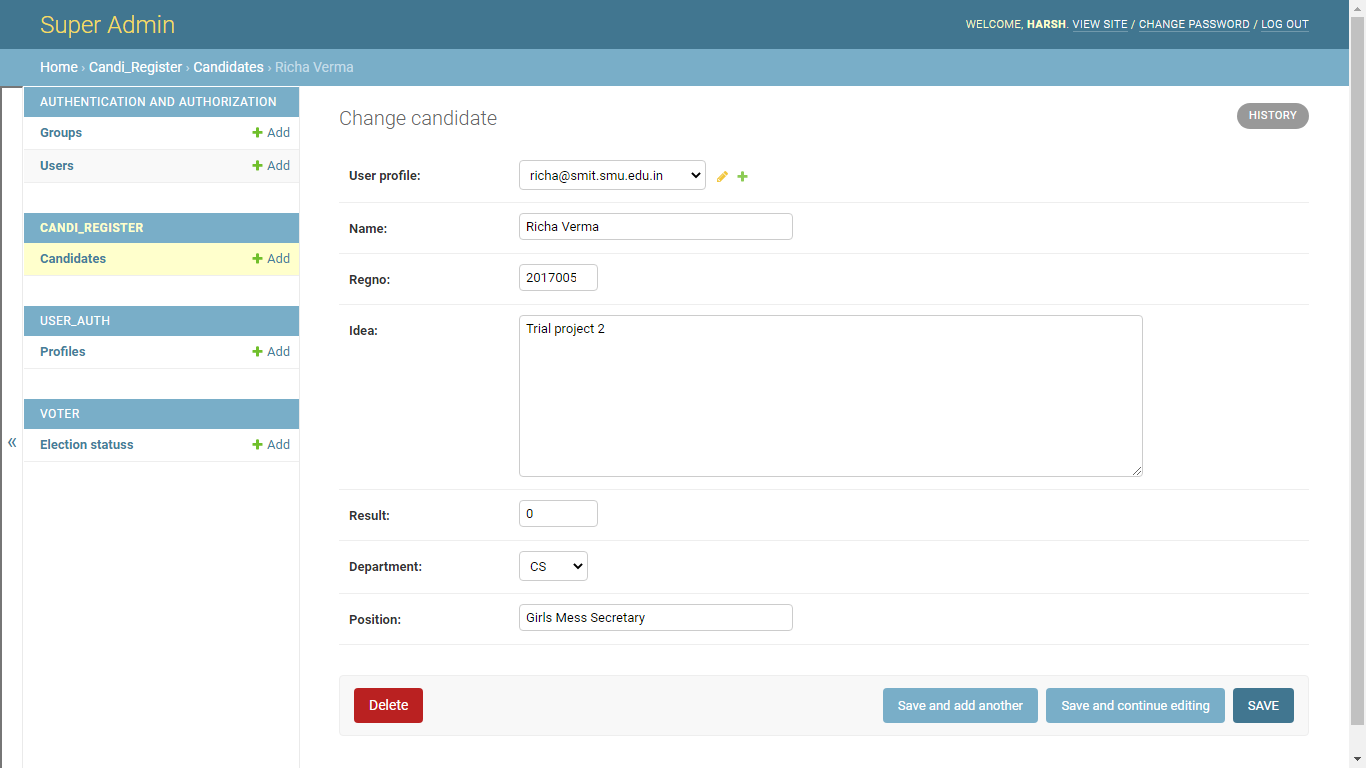 Super Admin
WELCOME, HARSH. VIEW SITE / CHANGE PASSWORD / LOG OUT
Home › Candi_Register › Candidates › Richa Verma
AUTHENTICATION AND AUTHORIZATION
Groups
Add
Users
Add
CANDI_REGISTER
Candidates
Add
USER_AUTH
Profiles
Add
VOTER
Election statuss
Add
«
Change candidate
HISTORY
User profile:
richa@smit.smu.edu.in
Name:
Richa Verma
Regno:
2017005
Idea:
Trial project 2
Result:
0
Department:
CS
Position:
Girls Mess Secretary
Delete
Save and add another
Save and continue editing
SAVE